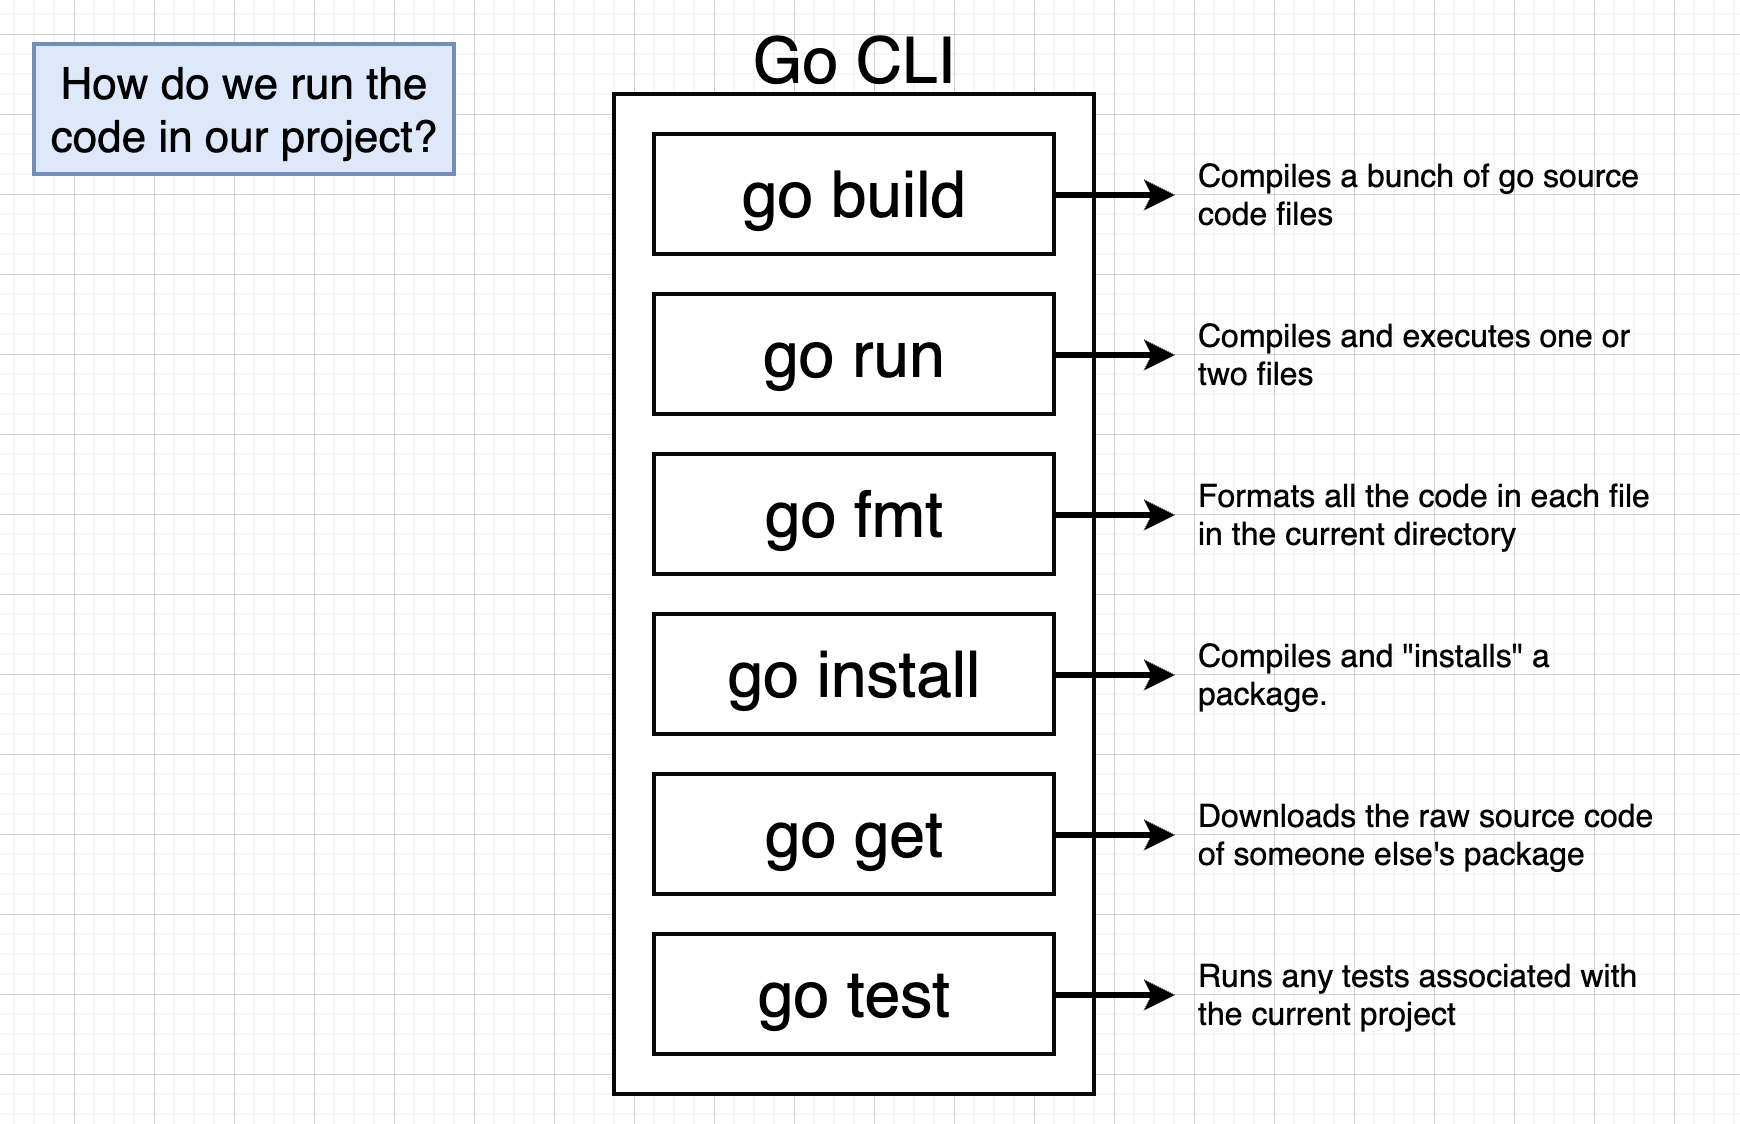 How do we run the
code in our project?
Go CLI
go build
Compiles a bunch of go source
code files
go run
Compiles and executes one or
two files
go fmt
Formats all the code in each file
in the current directory
go install
Compiles and "installs" a
package.
go get
Downloads the raw source code
of someone else's package
go test
Runs any tests associated with
the current project